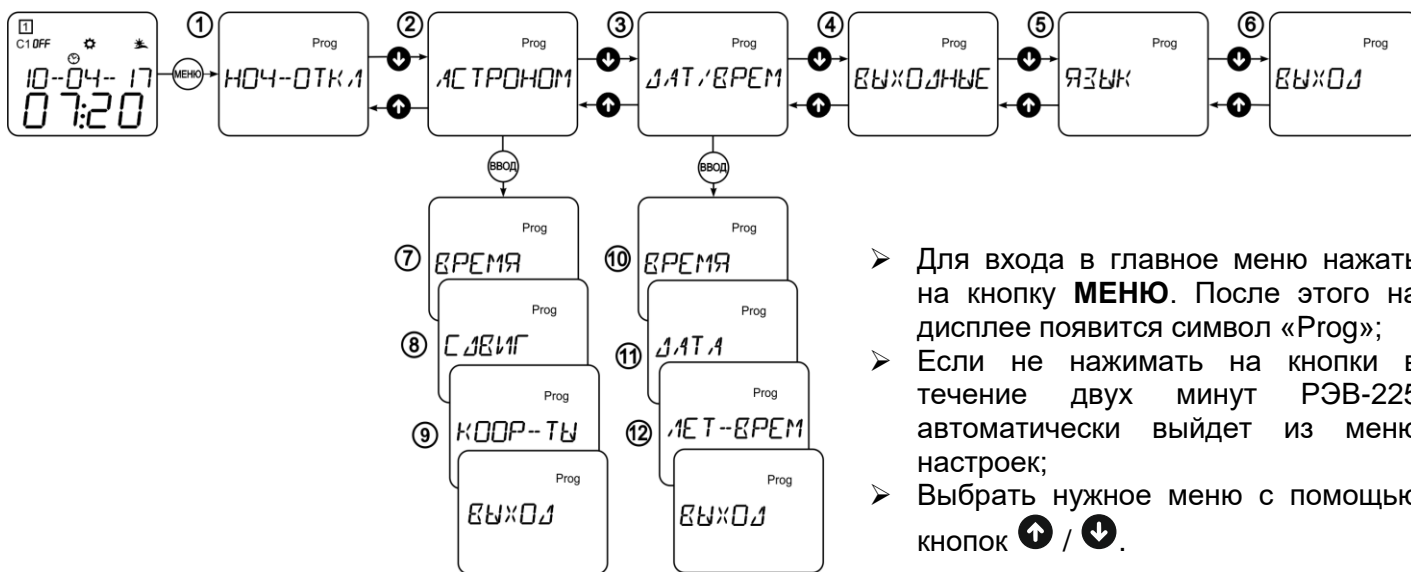 1
C1 OFF
10-04-17
07:20
МЕНЮ
1
Prog
НОЧ-ОТКЛ
2
Prog
АСТРОНОМ
3
Prog
ДАТ/ВРЕМ
4
Prog
ВЫХОДНЫЕ
5
Prog
ЯЗЫК
6
Prog
ВЫХОД
ВВОД
ВВОД
7
Prog
ВРЕМЯ
8
Prog
СДВИГ
9
Prog
КООР-ТЫ
Prog
ВЫХОД
10
Prog
ВРЕМЯ
11
Prog
ДАТА
12
Prog
ЛЕТ-ВРЕМ
Prog
ВЫХОД
➢ Для входа в главное меню нажать
на кнопку МЕНЮ. После этого на
дисплее появится символ «Prog»;
➢ Если не нажимать на кнопки в
течение двух минут РЭВ-225
автоматически выйдет из меню
настроек;
➢ Выбрать нужное меню с помощью
кнопок ↑ / ↓.